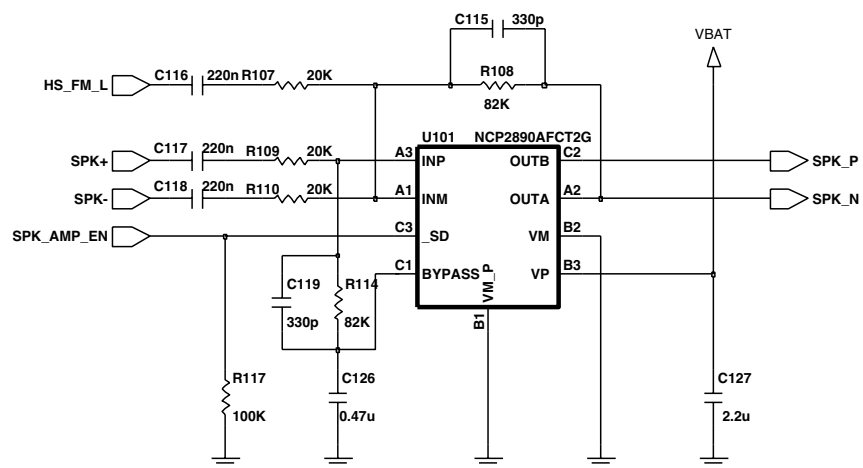 C115 330p
VBAT
C116 220n R107 20K
R108
HS_FM_L
82K
U101 NCP2890AFCT2G
C117 220n R109 20K A3 INP OUTB C2
SPK+ SPK_P
C118 220n R110 20K A1 INM OUTA A2
SPK- SPK_N
SPK_AMP_EN C3 _SD VM B2
C1 BYPASS VM_P VP B3
C119 R114
330p 82K
B1
R117 C126 C127
100K 0.47u 2.2u